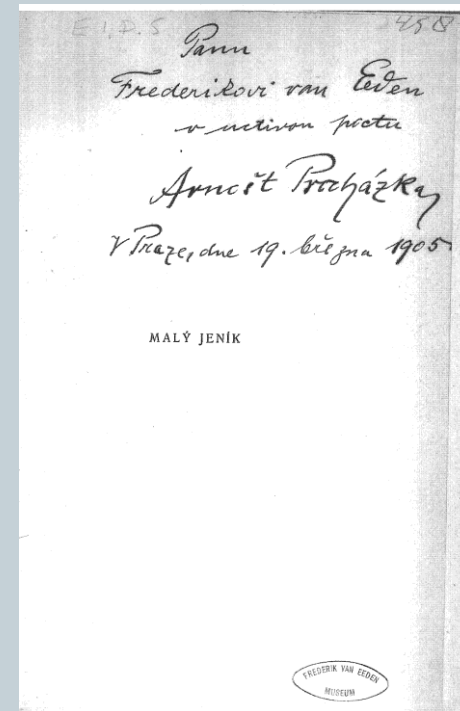 E I.D.5
458
Panu
Frederikovi van Eeden
v uctivou poctu
Arnošt Procházka,
V Praze, dne 19. března 1905
MALÝ JENÍK
FREDERIK VAN EEDEN
MUSEUM